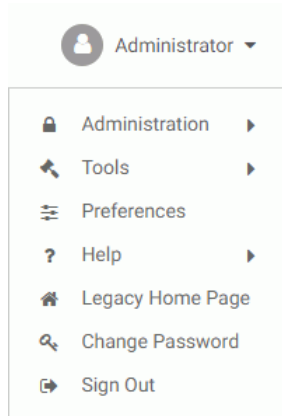 Administrator
Administration
Tools
Preferences
Help
Legacy Home Page
Change Password
Sign Out